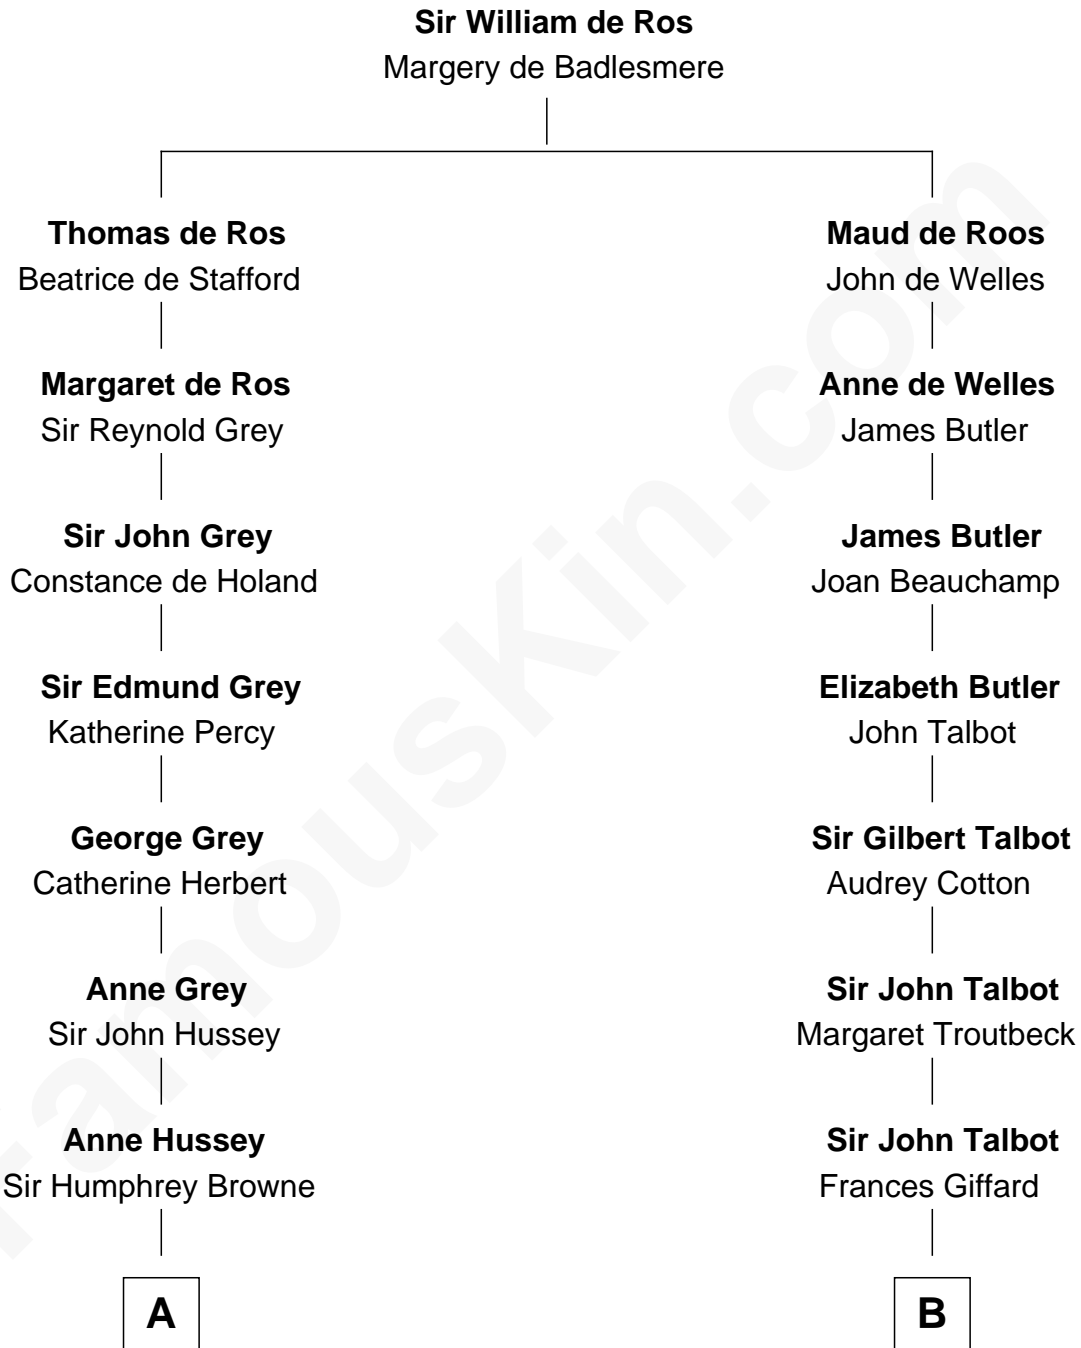 Sir William de Ros
Margery de Badlesmere
Thomas de Ros
Beatrice de Stafford
Maud de Roos
John de Welles
Margaret de Ros
Sir Reynold Grey
Anne de Welles
James Butler
Sir John Grey
Constance de Holand
James Butler
Joan Beauchamp
Sir Edmund Grey
Katherine Percy
Elizabeth Butler
John Talbot
George Grey
Catherine Herbert
Sir Gilbert Talbot
Audrey Cotton
Anne Grey
Sir John Hussey
Sir John Talbot
Margaret Troutbeck
Anne Hussey
Sir Humphrey Browne
Sir John Talbot
Frances Giffard
A
B
FamousKin.com